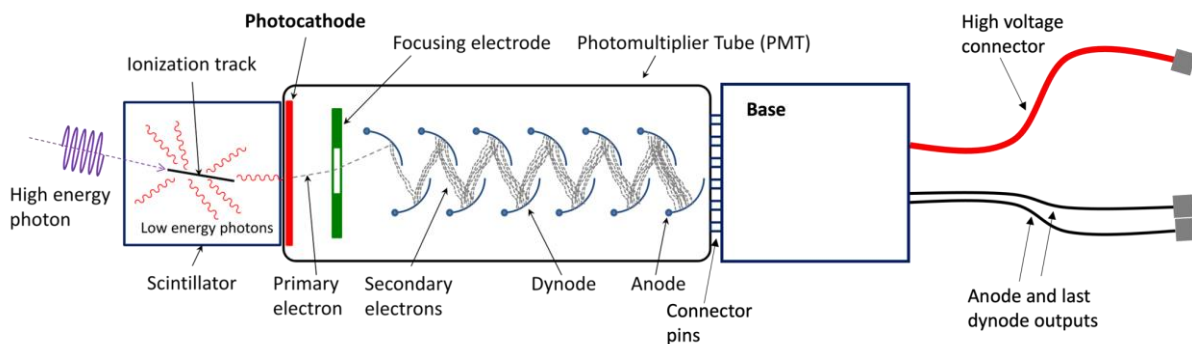 Photocathode
Focusing electrode
Photomultiplier Tube (PMT)
High voltage
connector
Ionization track
Base
High energy
photon
Low energy photons
Scintillator
Primary
electron
Secondary
electrons
Dynode
Anode
Connector
pins
Anode and last
dynode outputs